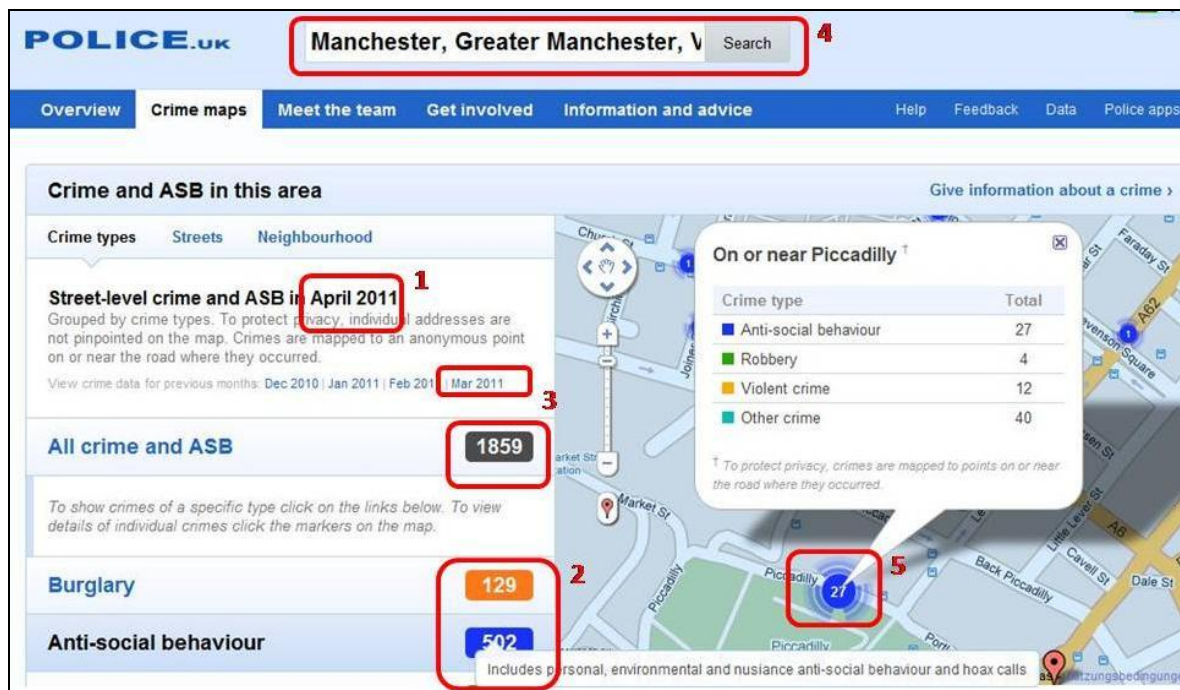 POLICE.UK
Manchester, Greater Manchester, V
Search
4
Overview
Crime maps
Meet the team
Get involved
Information and advice
Help
Feedback
Data
Police apps
Crime and ASB in this area
Give information about a crime ›
Crime types
Streets
Neighbourhood
1
Street-level crime and ASB in April 2011
Grouped by crime types. To protect privacy, individual addresses are
not pinpointed on the map. Crimes are mapped to an anonymous point
on or near the road where they occurred.
View crime data for previous months: Dec 2010 | Jan 2011 | Feb 201 | Mar 2011
3
All crime and ASB
1859
To show crimes of a specific type click on the links below. To view
details of individual crimes click the markers on the map.
Burglary
129
2
Anti-social behaviour
502
Includes personal, environmental and nusiance anti-social behaviour and hoax calls
On or near Piccadilly †
Crime type Total
Anti-social behaviour 27
Robbery 4
Violent crime 12
Other crime 40
† To protect privacy, crimes are mapped to points on or near
the road where they occurred.
Faraday St
A62
1
1
Market St
Piccadilly
27
5
Piccadilly
Back Piccadilly
Little Lever St
Cavell St
A6
Dale St
Piccadilly